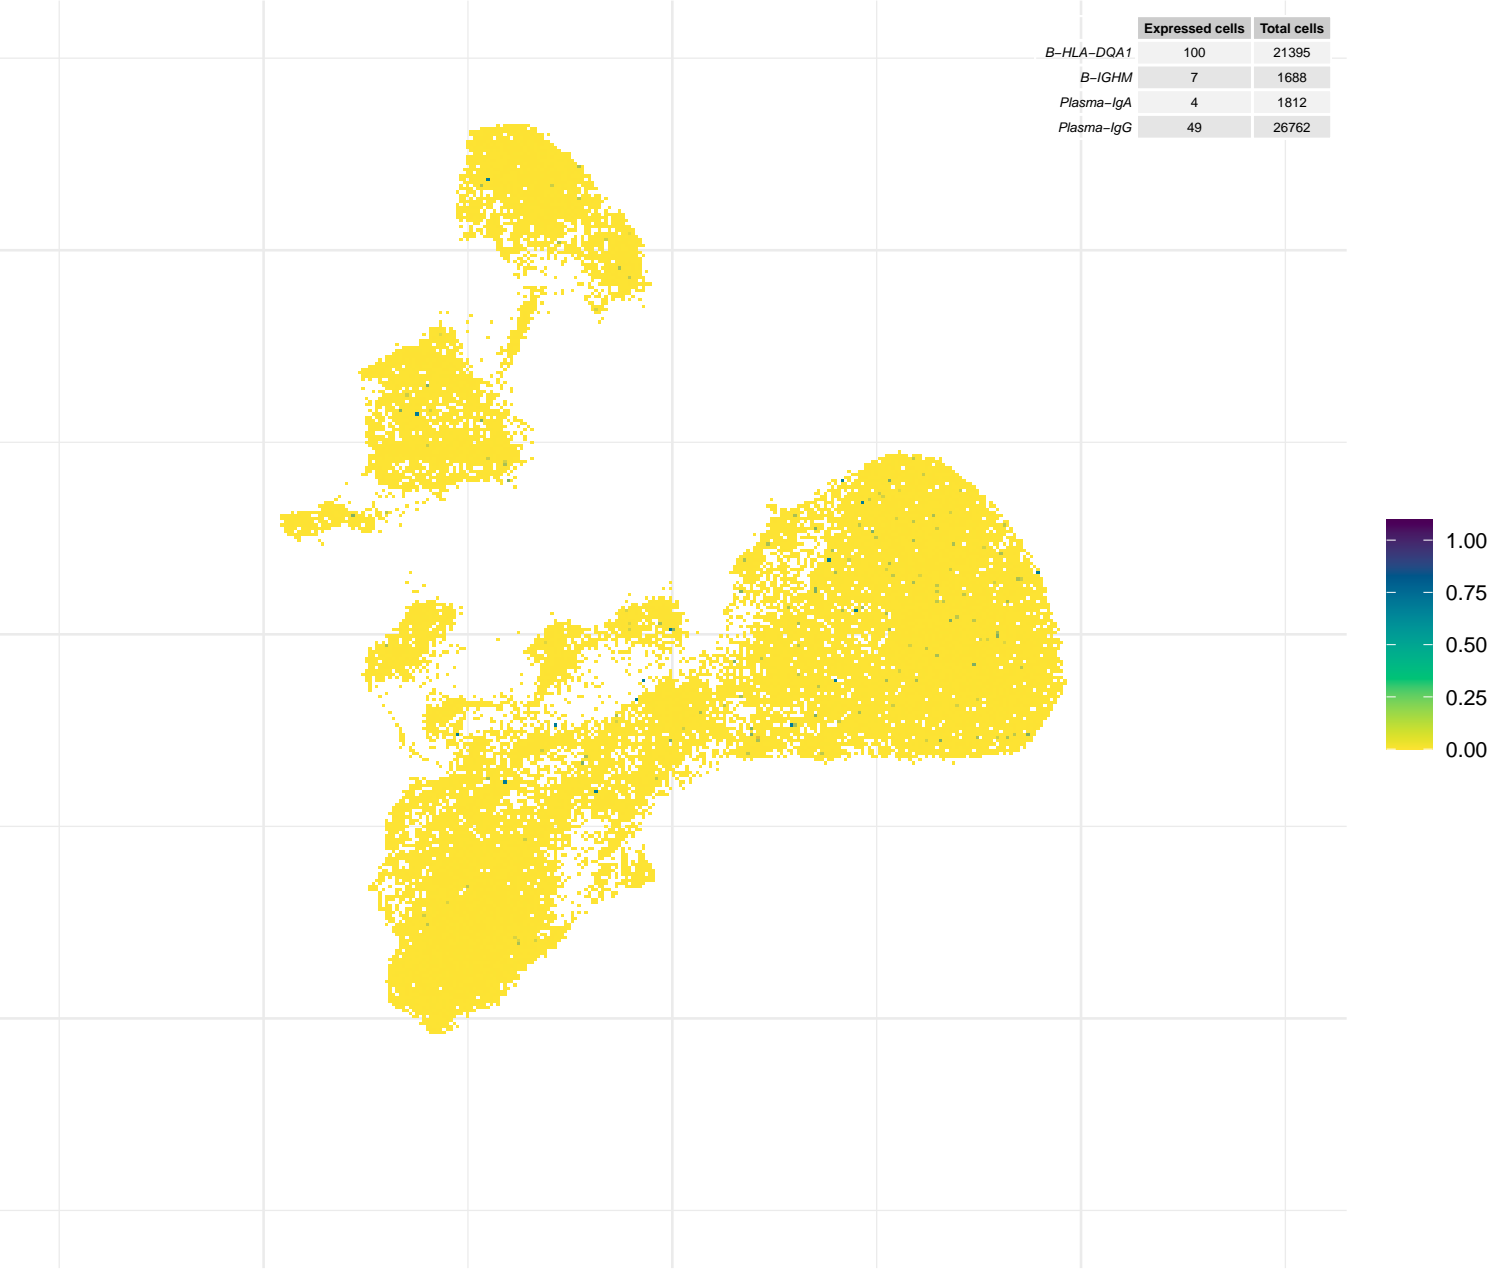 Expressed cells Total cells
B−HLA−DQA1 100 21395
B−IGHM 7 1688
Plasma−IgA 4 1812
Plasma−IgG 49 26762
1.00
0.75
0.50
0.25
0.00